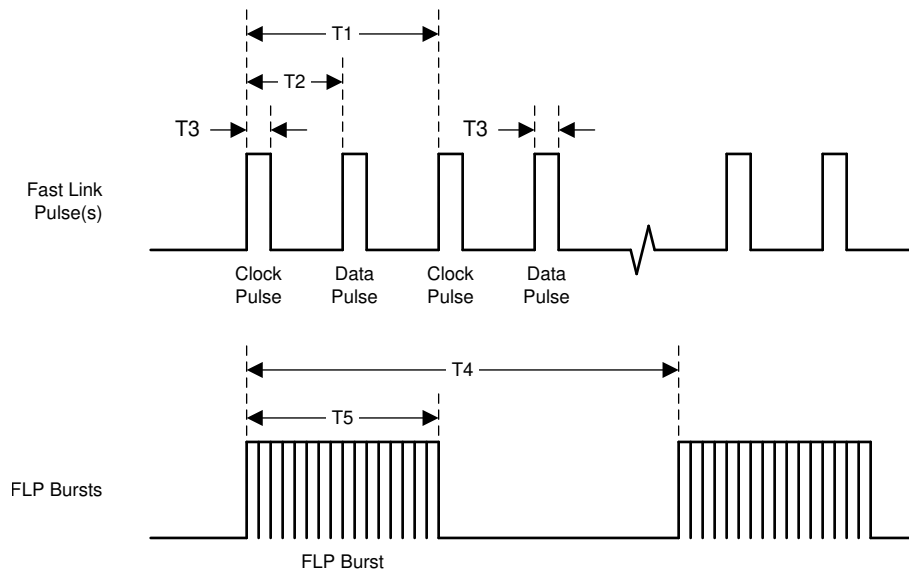 T1
T2
T3
T3
Fast Link
Pulse(s)
Clock
Pulse
Data
Pulse
Clock
Pulse
Data
Pulse
T4
T5
FLP Bursts
FLP Burst